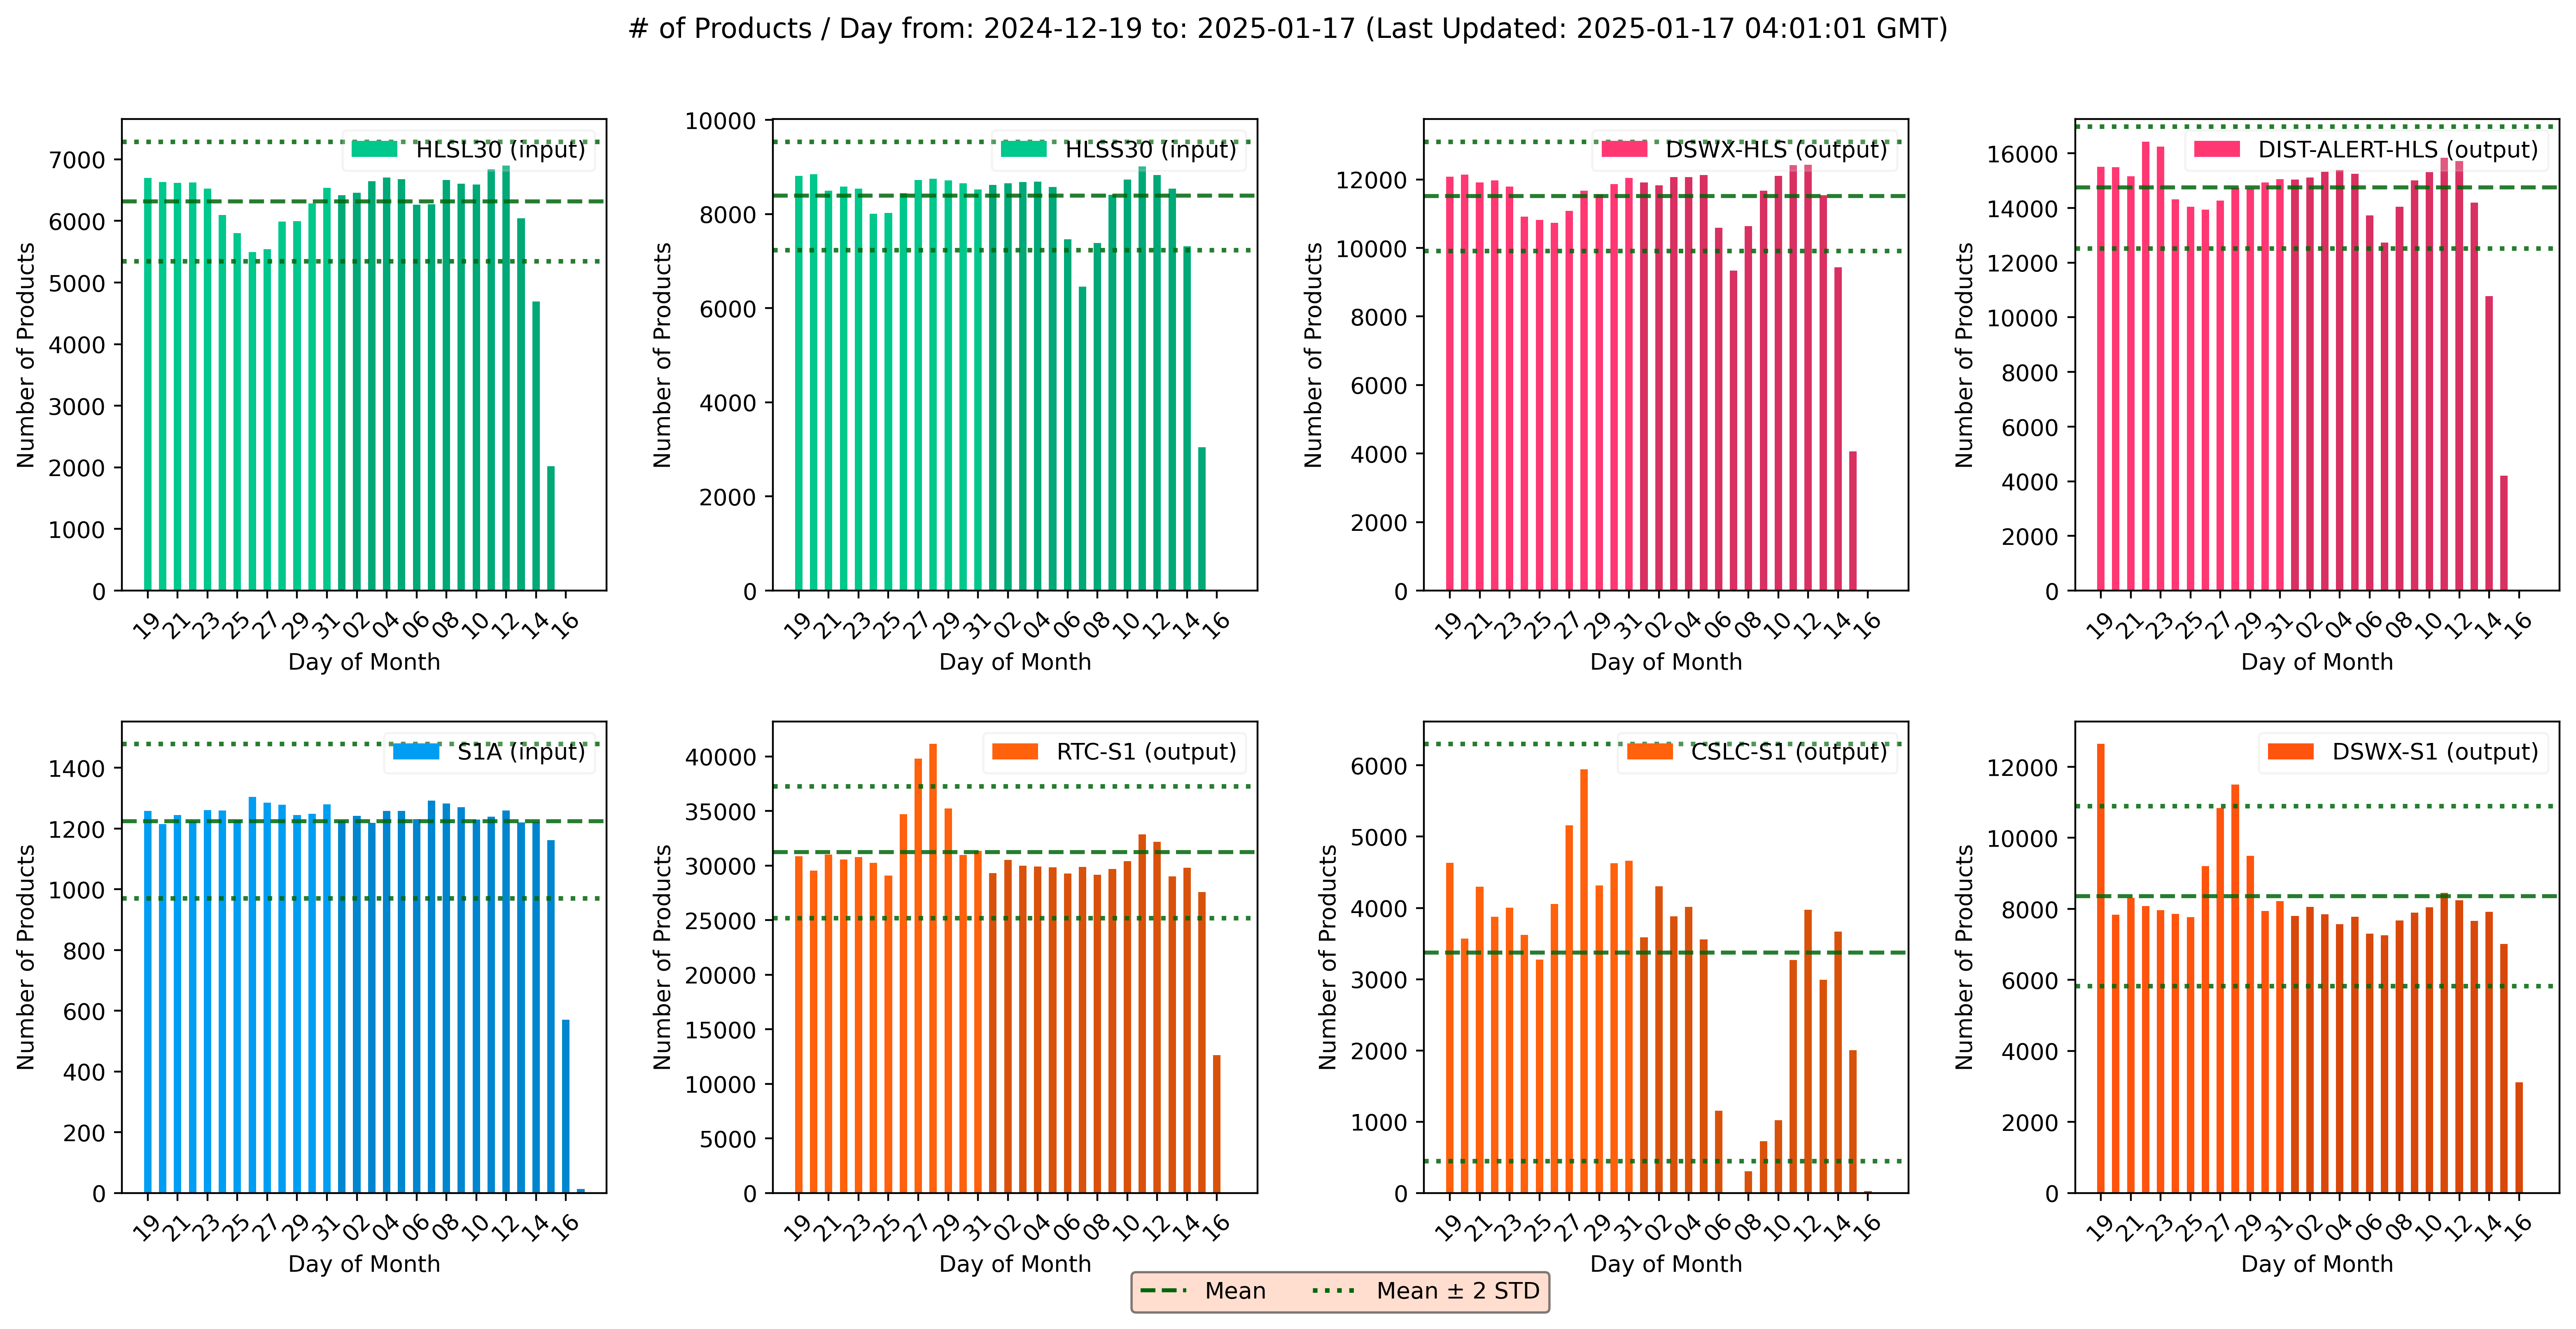 # of Products / Day from: 2024-12-19 to: 2025-01-17 (Last Updated: 2025-01-17 04:01:01 GMT)
HLSL30 (input)
Number of Products
7000
6000
5000
4000
3000
2000
1000
0
19 21 23 25 27 29 31 02 04 06 08 10 12 14 16
Day of Month
HLSS30 (input)
Number of Products
10000
8000
6000
4000
2000
0
19 21 23 25 27 29 31 02 04 06 08 10 12 14 16
Day of Month
DSWX-HLS (output)
Number of Products
12000
10000
8000
6000
4000
2000
0
19 21 23 25 27 29 31 02 04 06 08 10 12 14 16
Day of Month
DIST-ALERT-HLS (output)
Number of Products
16000
14000
12000
10000
8000
6000
4000
2000
0
19 21 23 25 27 29 31 02 04 06 08 10 12 14 16
Day of Month
S1A (input)
Number of Products
1400
1200
1000
800
600
400
200
0
19 21 23 25 27 29 31 02 04 06 08 10 12 14 16
Day of Month
RTC-S1 (output)
Number of Products
40000
35000
30000
25000
20000
15000
10000
5000
0
19 21 23 25 27 29 31 02 04 06 08 10 12 14 16
Day of Month
CSLC-S1 (output)
Number of Products
6000
5000
4000
3000
2000
1000
0
19 21 23 25 27 29 31 02 04 06 08 10 12 14 16
Day of Month
DSWX-S1 (output)
Number of Products
12000
10000
8000
6000
4000
2000
0
19 21 23 25 27 29 31 02 04 06 08 10 12 14 16
Day of Month
Mean Mean ± 2 STD